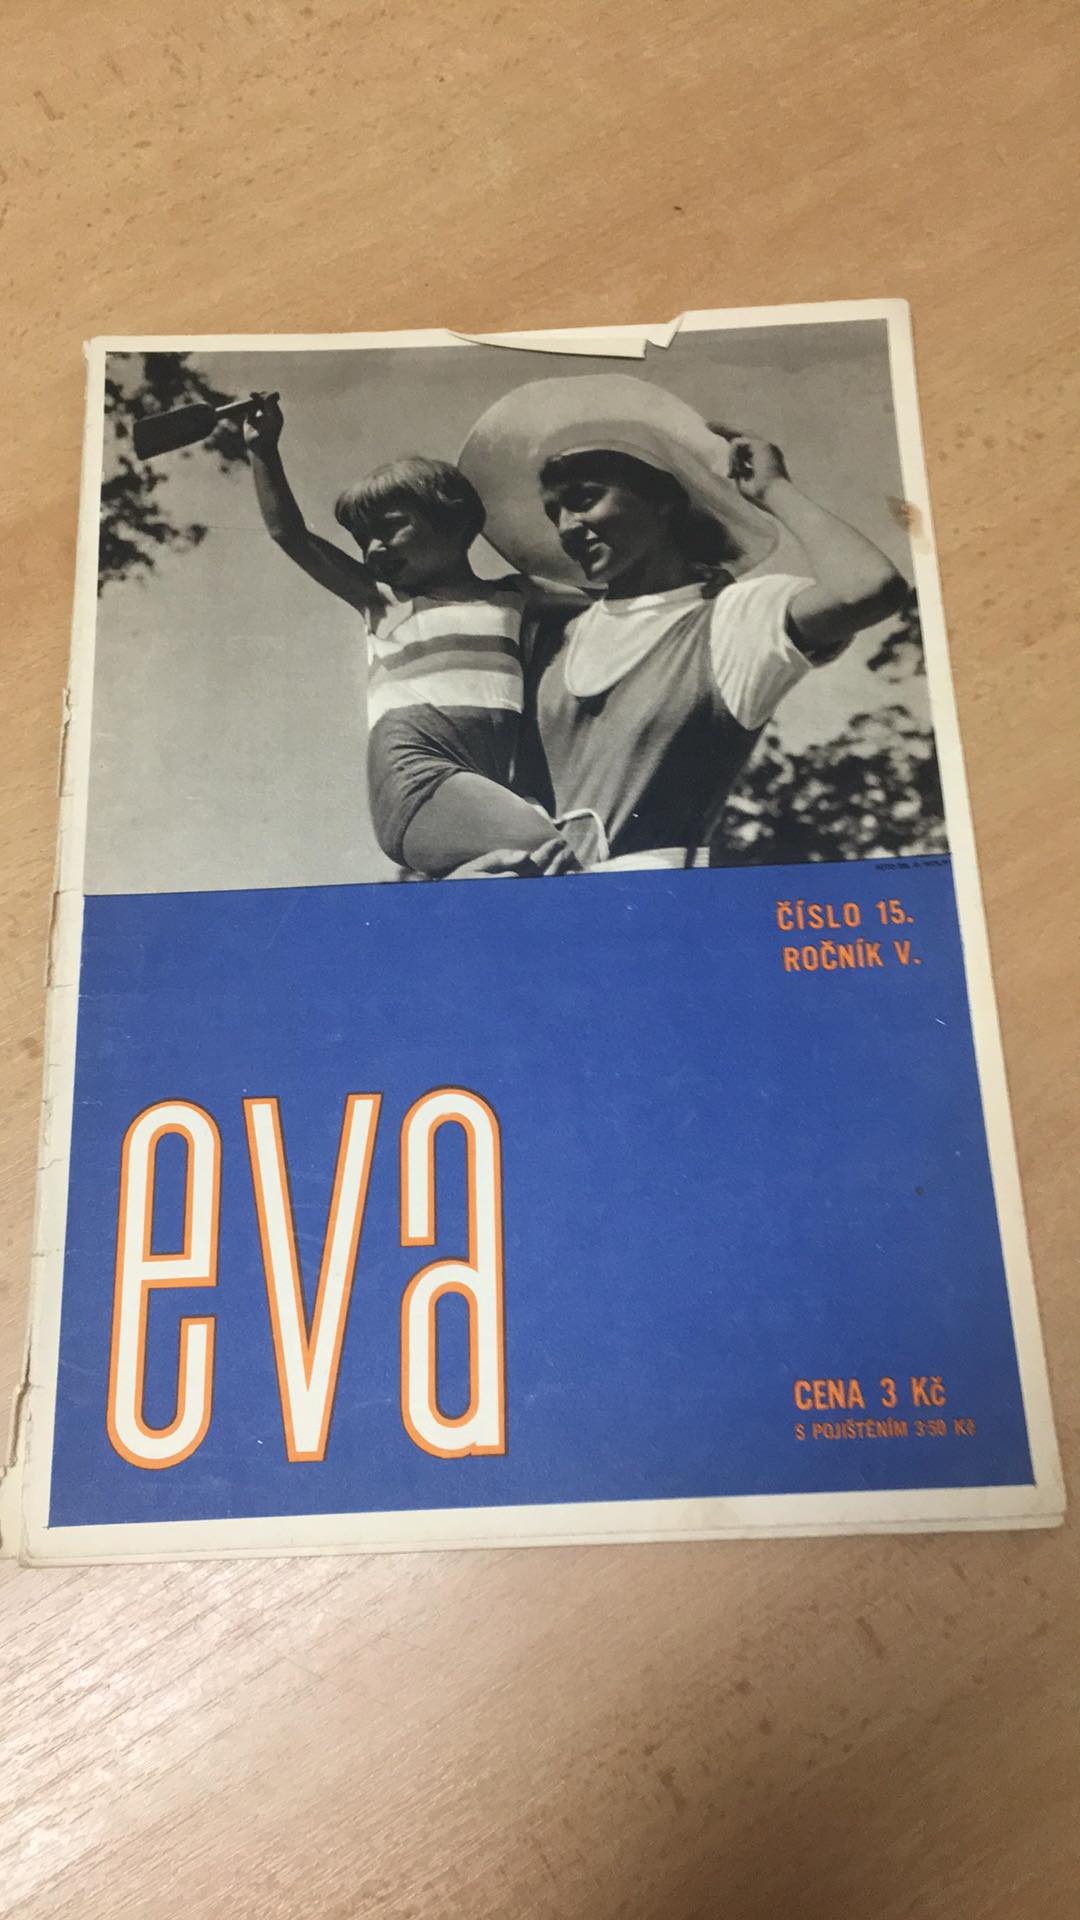 ČÍSLO 15.
ROČNÍK V.
eva
CENA 3 Kč
S POJIŠTĚNÍM 3·50 Kč